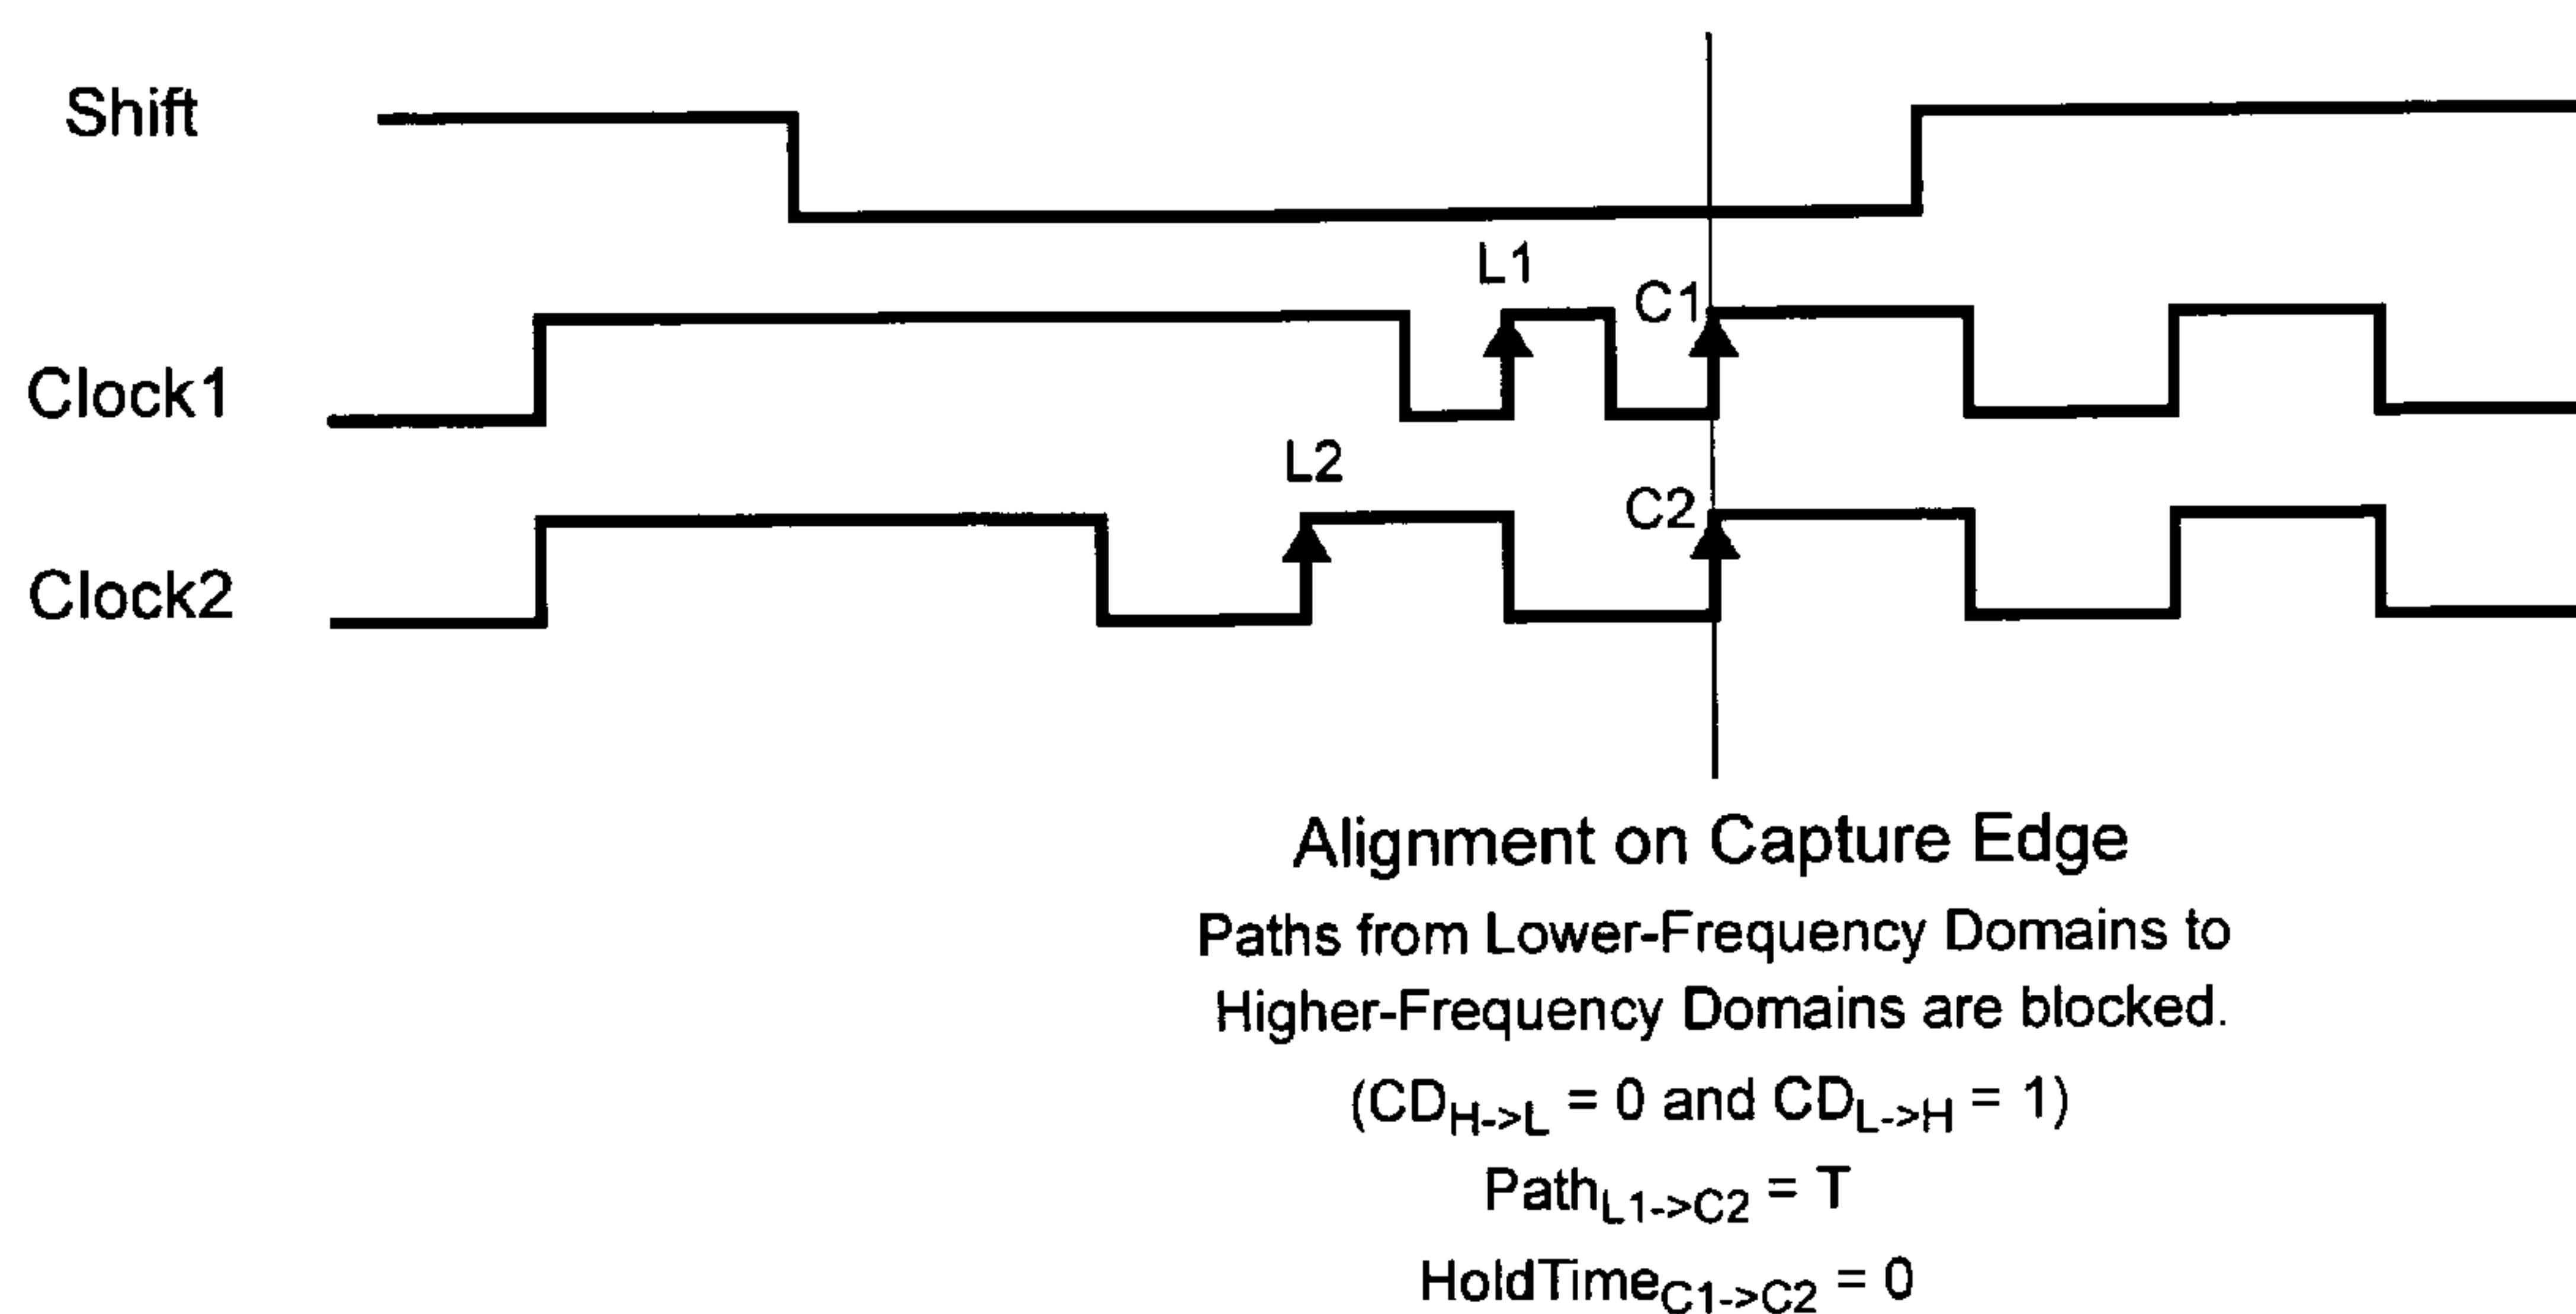 Shift
L1
C1
Clock1
L2
C2
Clock2
Alignment on Capture Edge
Paths from Lower-Frequency Domains to
Higher-Frequency Domains are blocked.
(CDH->L = 0 and CDL->H = 1)
PathL1->C2 = T
HoldTimeC1->C2 = 0